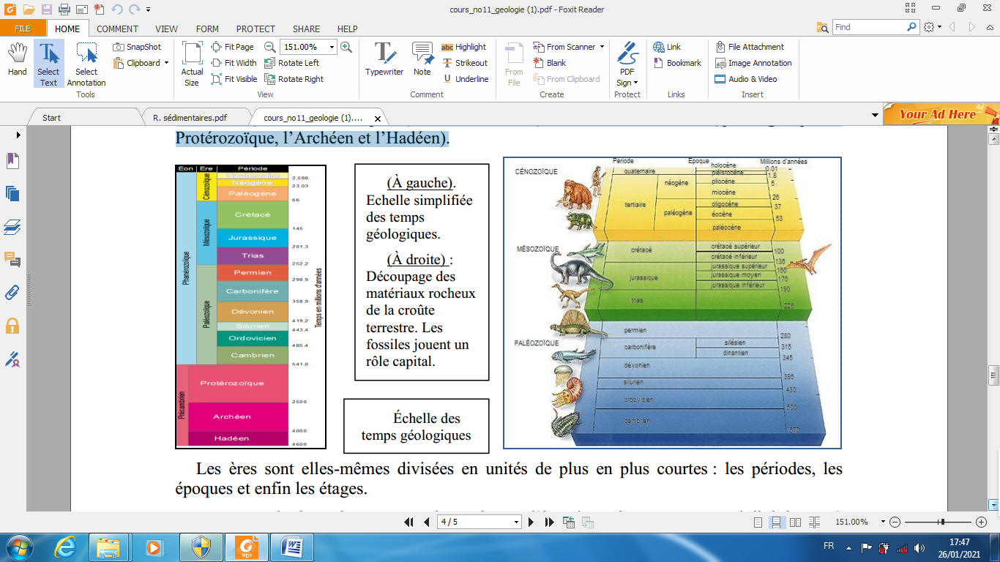 cours_no11_geologie (1).pdf - Foxit Reader
FILE
HOME
COMMENT
VIEW
FORM
PROTECT
SHARE
HELP
Find
Hand
Select Text
Select Annotation
SnapShot
Clipboard
Tools
Actual Size
Fit Page
Fit Width
Fit Visible
151.00%
Rotate Left
Rotate Right
View
Typewriter
Note
Highlight
Strikeout
Underline
Comment
From File
From Scanner
Blank
From Clipboard
Create
PDF Sign
Protect
Link
Bookmark
Links
File Attachment
Image Annotation
Audio & Video
Insert
Start
R. sédimentaires.pdf
cours_no11_geologie (1)....
Your Ad Here
Ad
Protérozoïque, l'Archéen et l'Hadéen).
Éon
Ère
Période
Phanérozoïque
Précambrien
Cénozoïque
Mésozoïque
Paléozoïque
Néogène
Paléogène
Crétacé
Jurassique
Trias
Permien
Carbonifère
Dévonien
Silurien
Ordovicien
Cambrien
Protérozoïque
Archéen
Hadéen
2,588
23,03
66
145
201,3
252,2
298,9
358,9
419,2
443,4
485,4
541,0
2500
4000
4600
Temps en millions d'années
(À gauche).
Echelle simplifiée
des temps
géologiques.
(À droite) :
Découpage des
matériaux rocheux
de la croûte
terrestre. Les
fossiles jouent un
rôle capital.
Échelle des
temps géologiques
Période
Epoque
Millions d'années
CÉNOZOÏQUE
quaternaire
tertiaire
néogène
paléogène
holocène
pléistocène
pliocène
miocène
oligocène
éocène
paléocène
0.01
1.8
5
26
37
53
MÉSOZOÏQUE
crétacé
jurassique
trias
crétacé supérieur
crétacé inférieur
jurassique supérieur
jurassique moyen
jurassique inférieur
100
136
160
176
190
225
PALÉOZOÏQUE
permien
carbonifère
silésien
dinantien
dévonien
silurien
ordovicien
cambrien
280
315
345
395
430
500
570
Les ères sont elles-mêmes divisées en unités de plus en plus courtes : les périodes, les
époques et enfin les étages.
4 / 5
151.00%
FR
17:47
26/01/2021